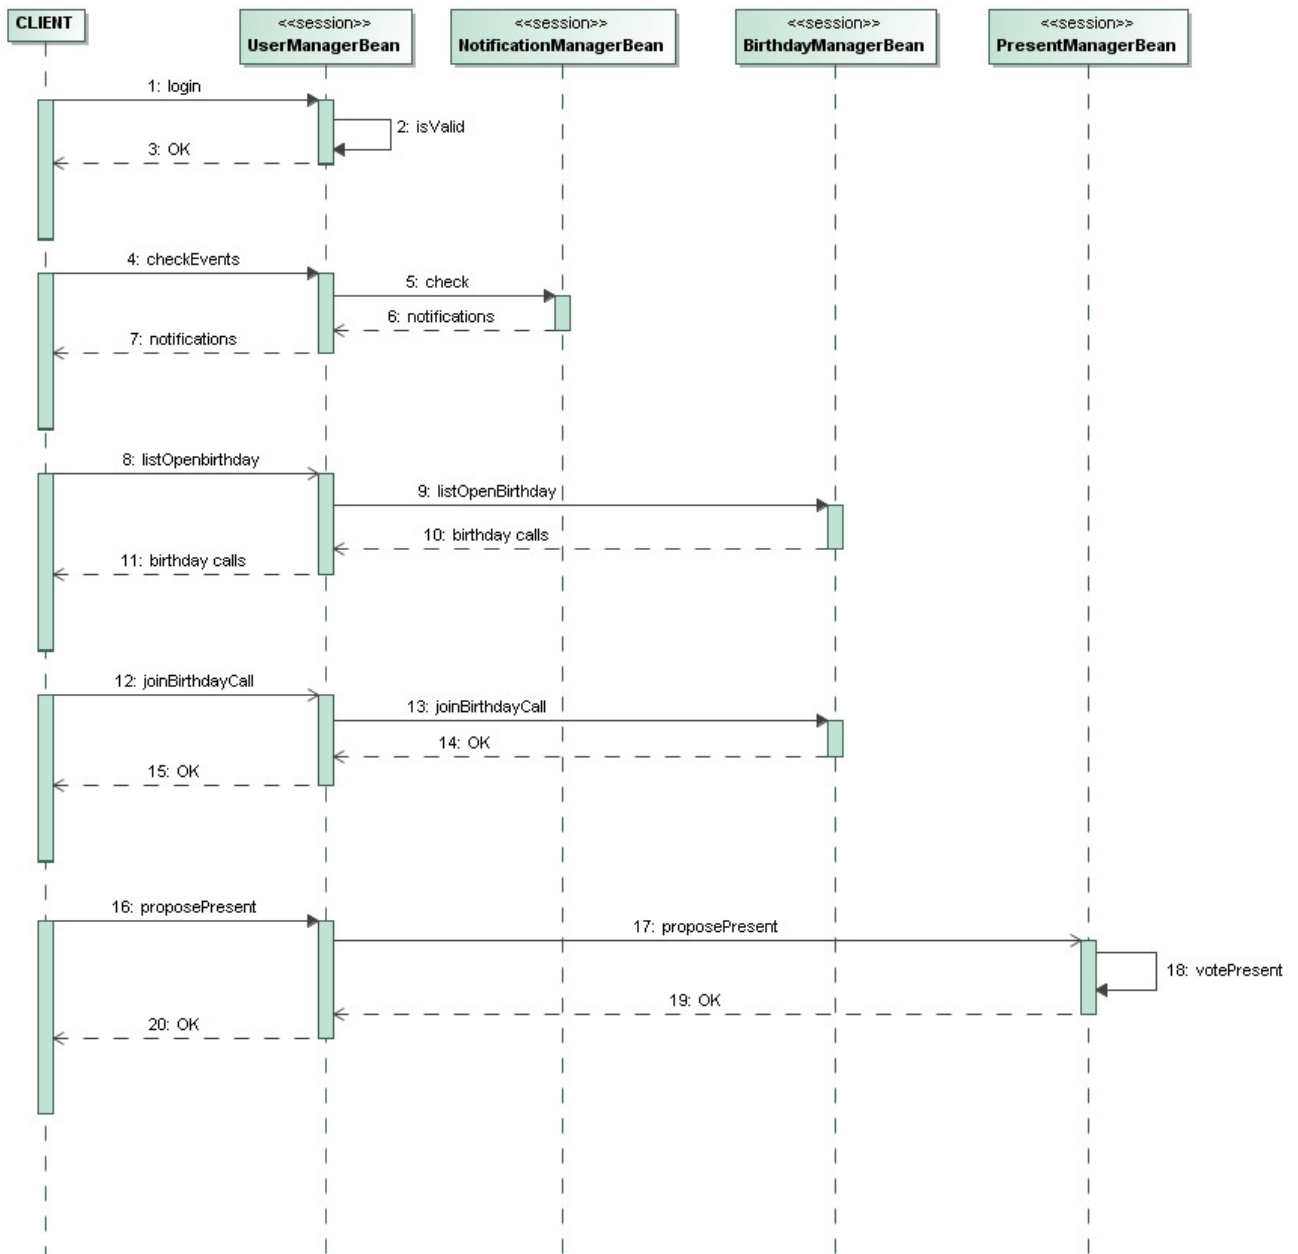 CLIENT
<<session>>
UserManagerBean
<<session>>
NotificationManagerBean
<<session>>
BirthdayManagerBean
<<session>>
PresentManagerBean
1: login
2: isValid
3: OK
4: checkEvents
5: check
6: notifications
7: notifications
8: listOpenbirthday
9: listOpenBirthday
10: birthday calls
11: birthday calls
12: joinBirthdayCall
13: joinBirthdayCall
14: OK
15: OK
16: proposePresent
17: proposePresent
18: votePresent
19: OK
20: OK